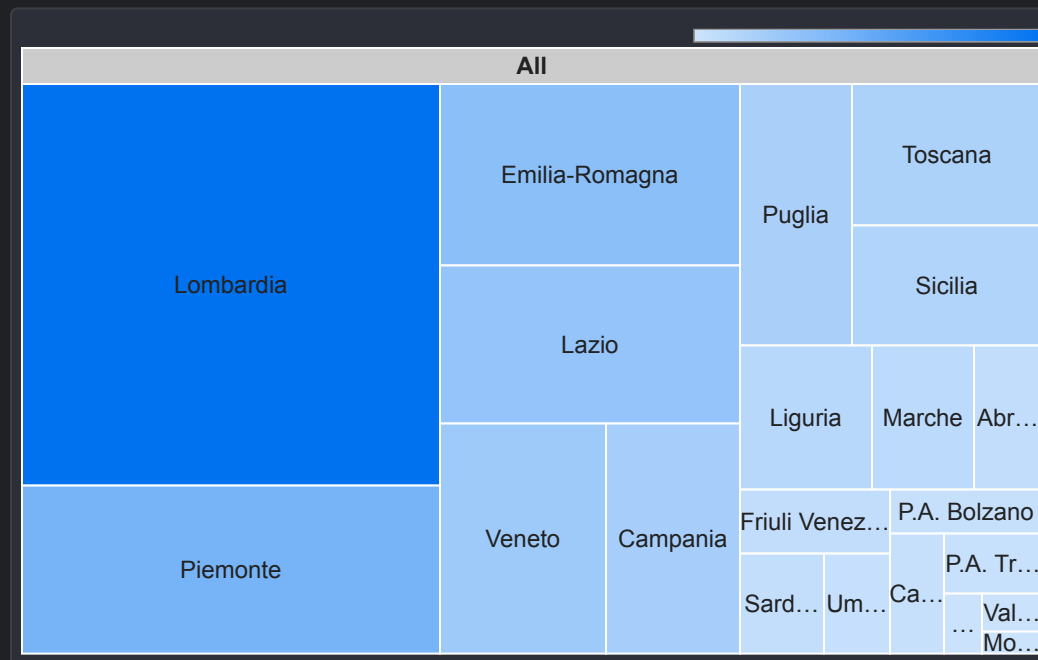 All
Lombardia
Piemonte
Emilia-Romagna
Lazio
Veneto
Campania
Puglia
Toscana
Sicilia
Liguria
Marche
Abr…
Friuli Venez…
P.A. Bolzano
Sard…
Um…
Ca…
P.A. Tr…
…
Val…
Mo…